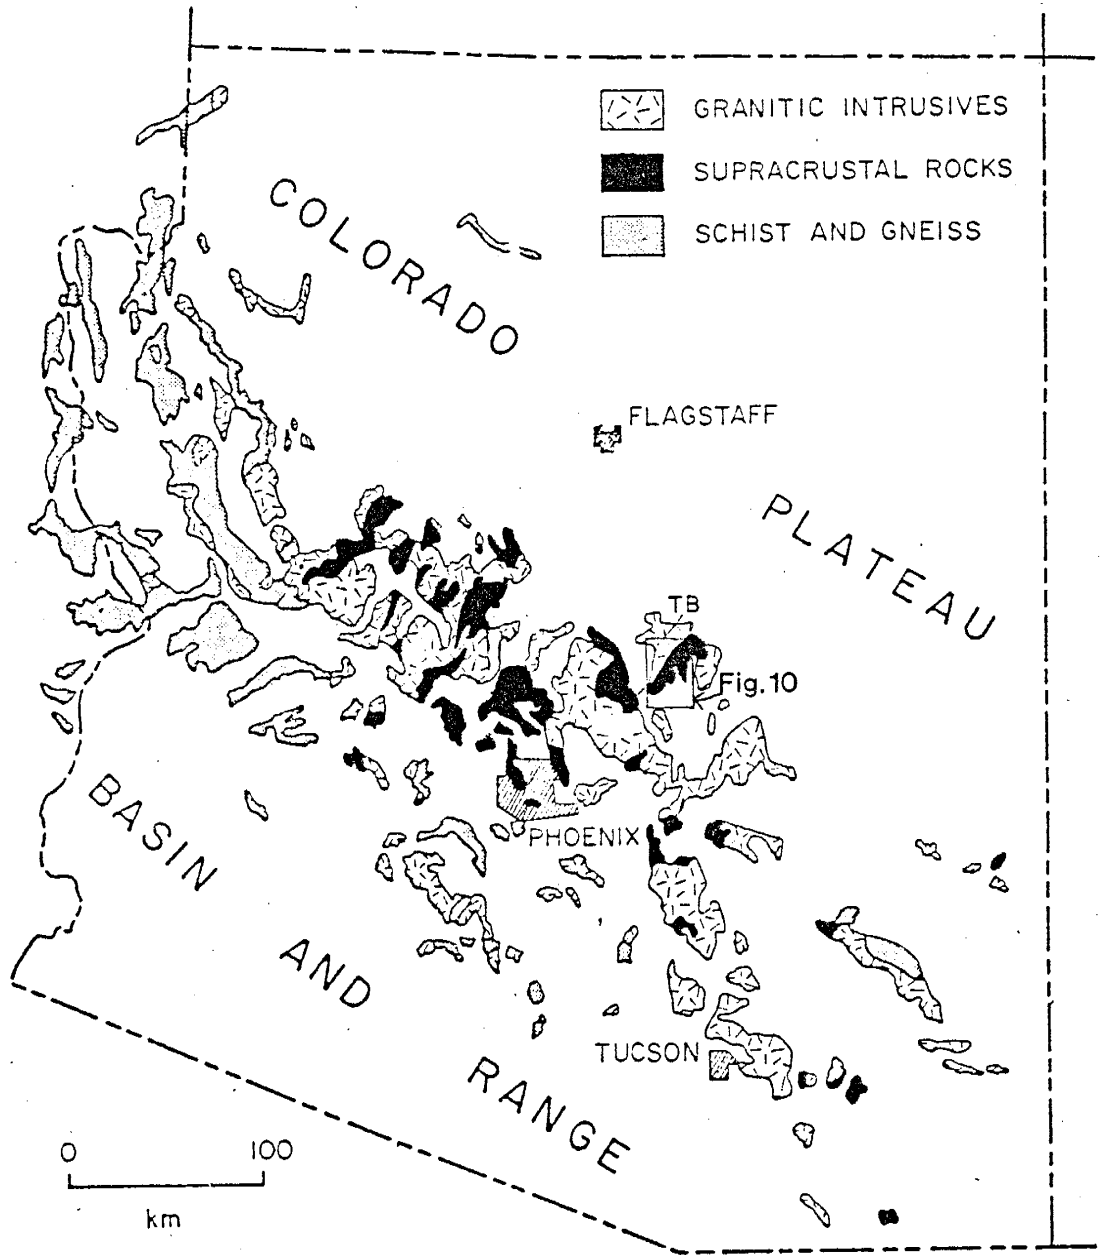 GRANITIC INTRUSIVES
SUPRACRUSTAL ROCKS
SCHIST AND GNEISS
COLORADO
PLATEAU
FLAGSTAFF
TB
Fig.10
PHOENIX
BASIN
AND
RANGE
TUCSON
0 100
km